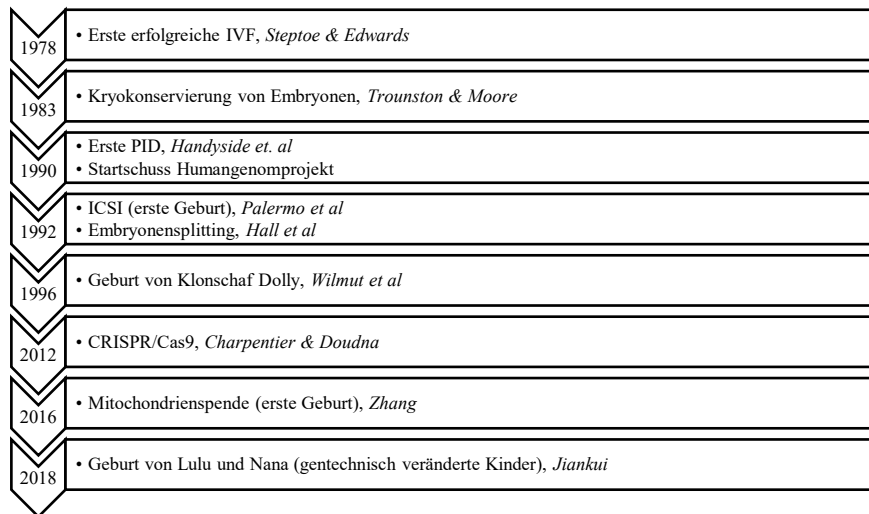 1978
• Erste erfolgreiche IVF, Steptoe & Edwards
1983
• Kryokonservierung von Embryonen, Trounston & Moore
1990
• Erste PID, Handyside et. al
• Startschuss Humangenomprojekt
1992
• ICSI (erste Geburt), Palermo et al
• Embryonensplitting, Hall et al
1996
• Geburt von Klonschaf Dolly, Wilmut et al
2012
• CRISPR/Cas9, Charpentier & Doudna
2016
• Mitochondrienspende (erste Geburt), Zhang
2018
• Geburt von Lulu und Nana (gentechnisch veränderte Kinder), Jiankui